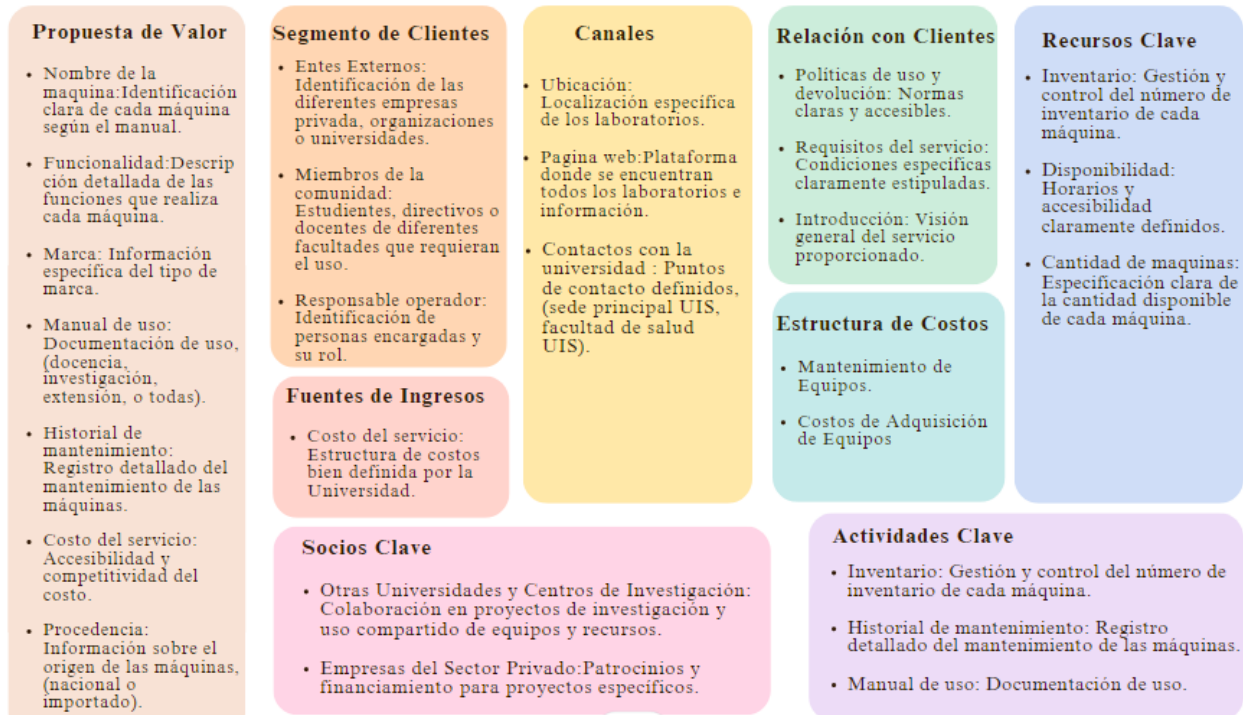 Propuesta de Valor
• Nombre de la
maquina:Identificación
clara de cada máquina
según el manual.
• Funcionalidad:Descrip
ción detallada de las
funciones que realiza
cada máquina.
• Marca: Información
específica del tipo de
marca.
• Manual de uso:
Documentación de uso,
(docencia,
investigación,
extensión, o todas).
• Historial de
mantenimiento:
Registro detallado del
mantenimiento de las
máquinas.
• Costo del servicio:
Accesibilidad y
competitividad del
costo.
• Procedencia:
Información sobre el
origen de las máquinas,
(nacional o
importado).
Segmento de Clientes
• Entes Externos:
Identificación de las
diferentes empresas
privada, organizaciones
o universidades.
• Miembros de la
comunidad:
Estudientes, directivos o
docentes de diferentes
facultades que requieran
el uso.
• Responsable operador:
Identificación de
personas encargadas y
su rol.
Fuentes de Ingresos
• Costo del servicio:
Estructura de costos
bien definida por la
Universidad.
Canales
• Ubicación:
Localización específica
de los laboratorios.
• Pagina web:Plataforma
donde se encuentran
todos los laboratorios e
información.
• Contactos con la
universidad : Puntos
de contacto definidos,
(sede principal UIS,
facultad de salud
UIS).
Relación con Clientes
• Políticas de uso y
devolución: Normas
claras y accesibles.
• Requisitos del servicio:
Condiciones específicas
claramente estipuladas.
• Introducción: Visión
general del servicio
proporcionado.
Estructura de Costos
• Mantenimiento de
Equipos.
• Costos de Adquisición
de Equipos
Recursos Clave
• Inventario: Gestión y
control del número de
inventario de cada
máquina.
• Disponibilidad:
Horarios y
accesibilidad
claramente definidos.
• Cantidad de maquinas:
Especificación clara de
la cantidad disponible
de cada máquina.
Socios Clave
• Otras Universidades y Centros de Investigación:
Colaboración en proyectos de investigación y
uso compartido de equipos y recursos.
• Empresas del Sector Privado:Patrocinios y
financiamiento para proyectos específicos.
Actividades Clave
• Inventario: Gestión y control del número de
inventario de cada máquina.
• Historial de mantenimiento: Registro
detallado del mantenimiento de las máquinas.
• Manual de uso: Documentación de uso.